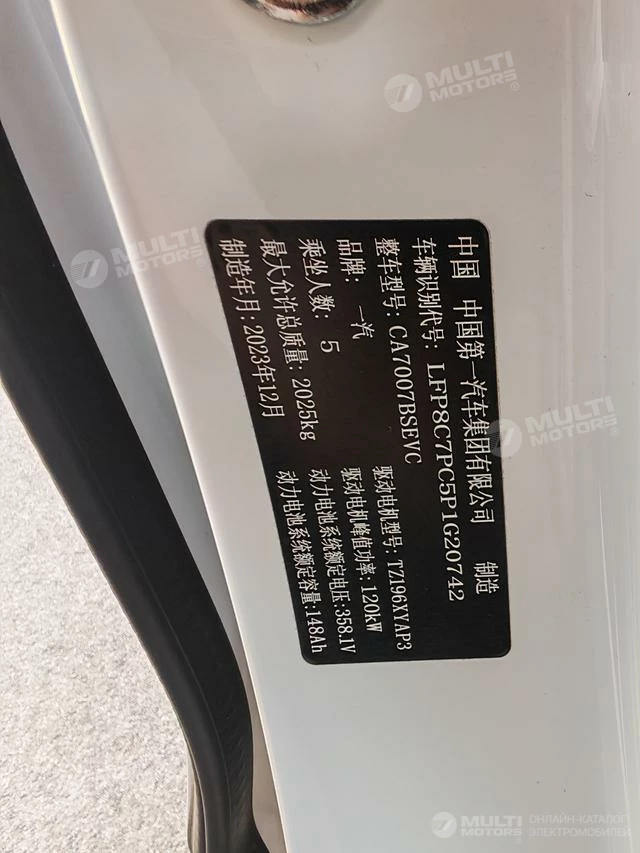 MULTI
MOTORS®
MULTI
MOTORS®
中国 中国第一汽车集团有限公司 制造
车辆识别代号: LFP8C7PC5P1G20742
整车型号: CA7007BSEVC 驱动电机型号: TZ196XYAP3
品牌: 一汽 驱动电机峰值功率: 120kW
乘坐人数: 5 动力电池系统额定电压:358.1V
最大允许总质量: 2025kg 动力电池系统额定容量:148Ah
制造年月: 2023年12月
MULTI
MOTORS®
MULTI
MOTORS®
ОНЛАЙН-КАТАЛОГ
ЭЛЕКТРОМОБИЛЕЙ